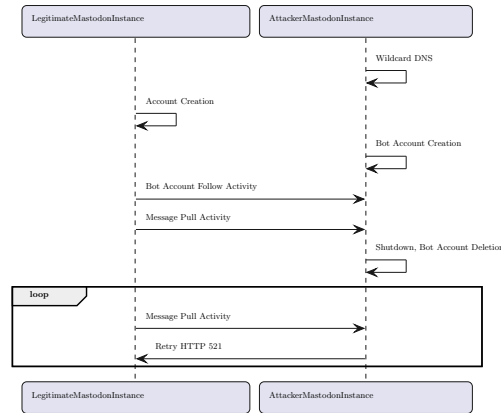 LegitimateMastodonInstance
AttackerMastodonInstance
Wildcard DNS
Account Creation
Bot Account Creation
Bot Account Follow Activity
Message Pull Activity
Shutdown, Bot Account Deletion
loop
Message Pull Activity
Retry HTTP 521
LegitimateMastodonInstance
AttackerMastodonInstance